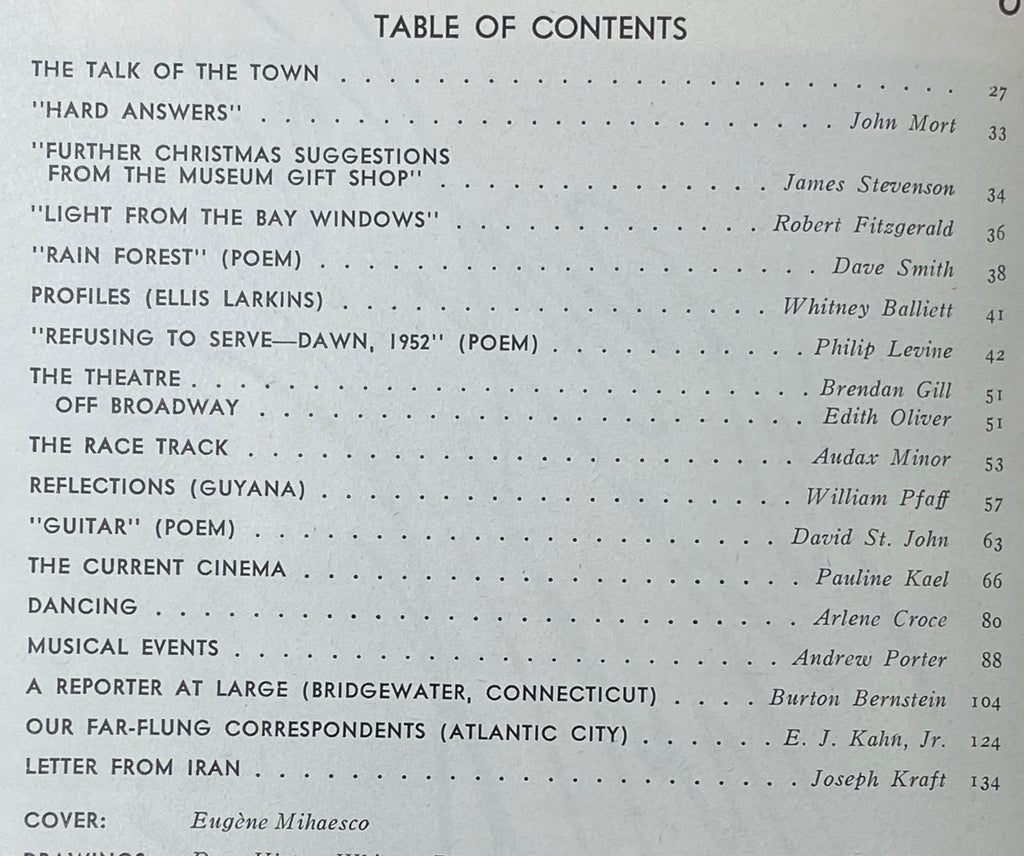 TABLE OF CONTENTS
THE TALK OF THE TOWN . . . . . . . . . . . . . . . . . . . . 27
"HARD ANSWERS" . . . . . . . . . . . . . . . . . . . . John Mort 33
"FURTHER CHRISTMAS SUGGESTIONS
FROM THE MUSEUM GIFT SHOP" . . . . . . . . . . . . . . James Stevenson 34
"LIGHT FROM THE BAY WINDOWS" . . . . . . . . . . . . . Robert Fitzgerald 36
"RAIN FOREST" (POEM) . . . . . . . . . . . . . . . . . . Dave Smith 38
PROFILES (ELLIS LARKINS) . . . . . . . . . . . . . . . . Whitney Balliett 41
"REFUSING TO SERVE—DAWN, 1952" (POEM) . . . . . . . . . Philip Levine 42
THE THEATRE . . . . . . . . . . . . . . . . . . . . . Brendan Gill 51
OFF BROADWAY . . . . . . . . . . . . . . . . . . . . Edith Oliver 51
THE RACE TRACK . . . . . . . . . . . . . . . . . . . . Audax Minor 53
REFLECTIONS (GUYANA) . . . . . . . . . . . . . . . . . William Pfaff 57
"GUITAR" (POEM) . . . . . . . . . . . . . . . . . . . David St. John 63
THE CURRENT CINEMA . . . . . . . . . . . . . . . . . . Pauline Kael 66
DANCING . . . . . . . . . . . . . . . . . . . . . . . Arlene Croce 80
MUSICAL EVENTS . . . . . . . . . . . . . . . . . . . . Andrew Porter 88
A REPORTER AT LARGE (BRIDGEWATER, CONNECTICUT) . . . . Burton Bernstein 104
OUR FAR-FLUNG CORRESPONDENTS (ATLANTIC CITY) . . . . . . E. J. Kahn, Jr. 124
LETTER FROM IRAN . . . . . . . . . . . . . . . . . . . Joseph Kraft 134
COVER: Eugène Mihaesco